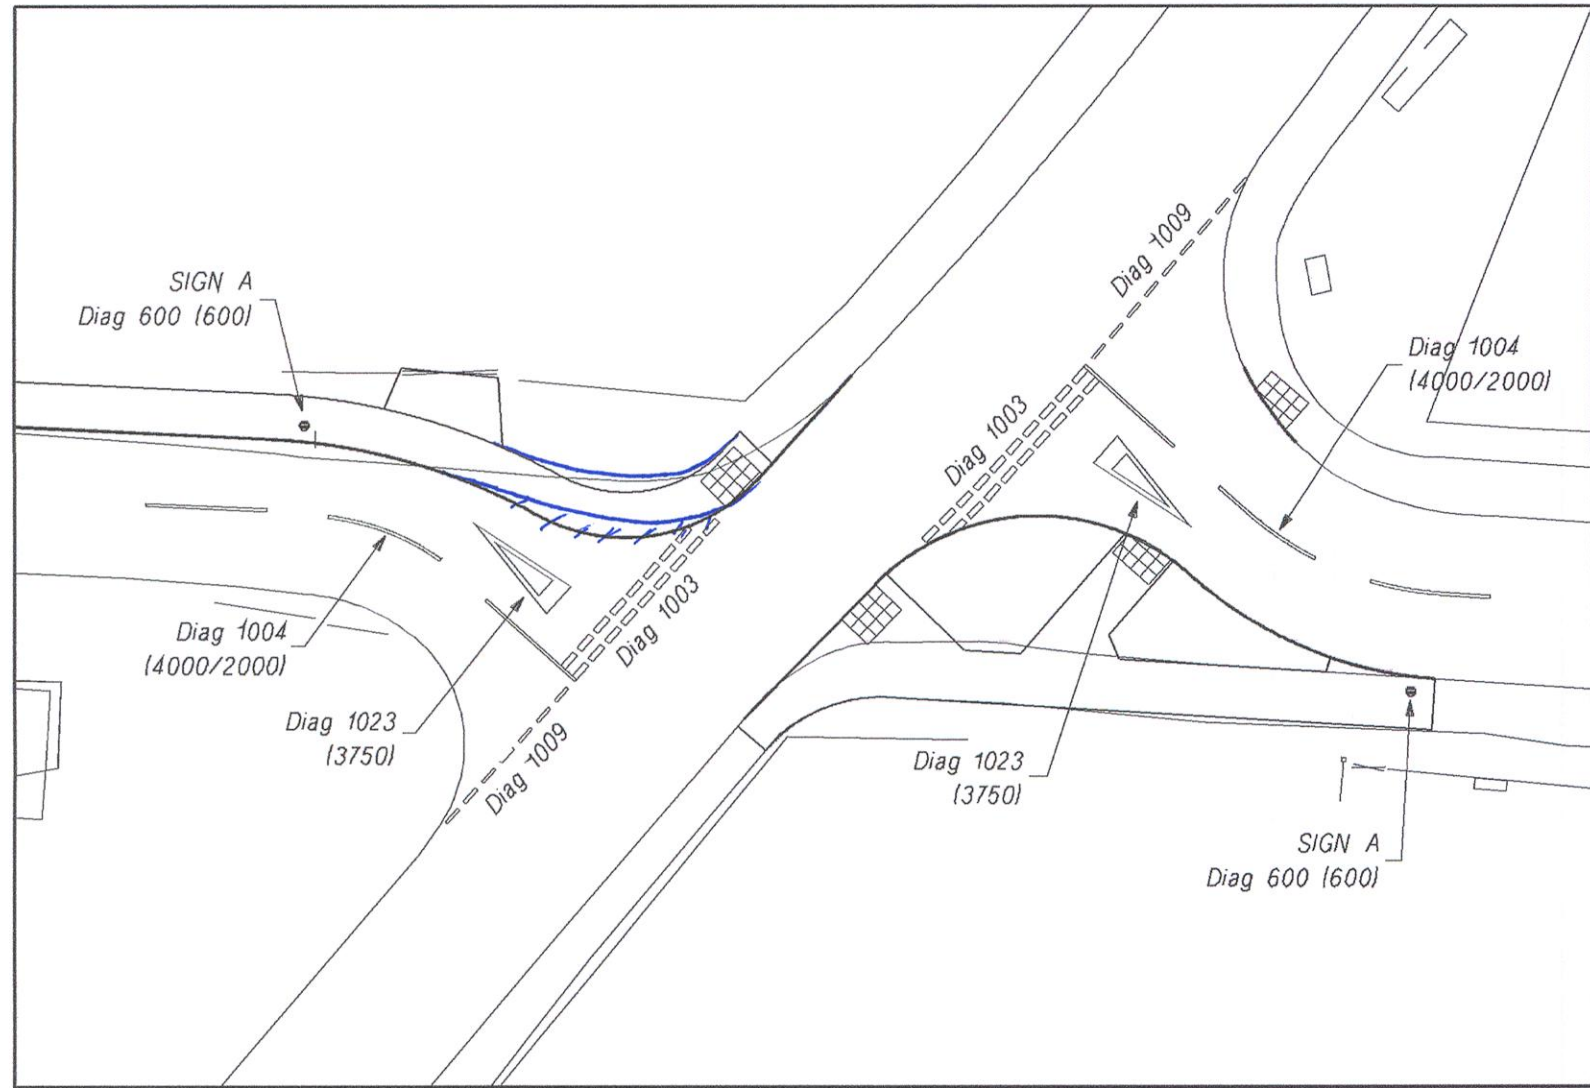 Diag 1009
SIGN A
Diag 600 (600)
Diag 1004
(4000/2000)
Diag 1003
Diag 1003
Diag 1004
(4000/2000)
Diag 1023
(3750)
Diag 1009
Diag 1023
(3750)
SIGN A
Diag 600 (600)